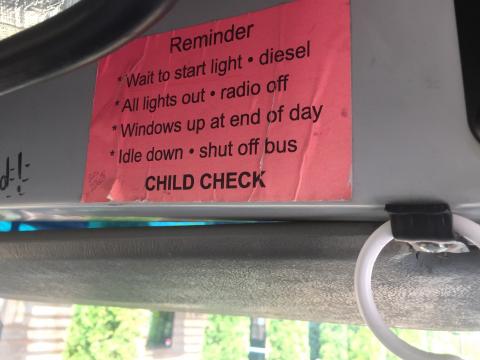 Reminder
* Wait to start light • diesel
* All lights out • radio off
* Windows up at end of day
* Idle down • shut off bus
CHILD CHECK